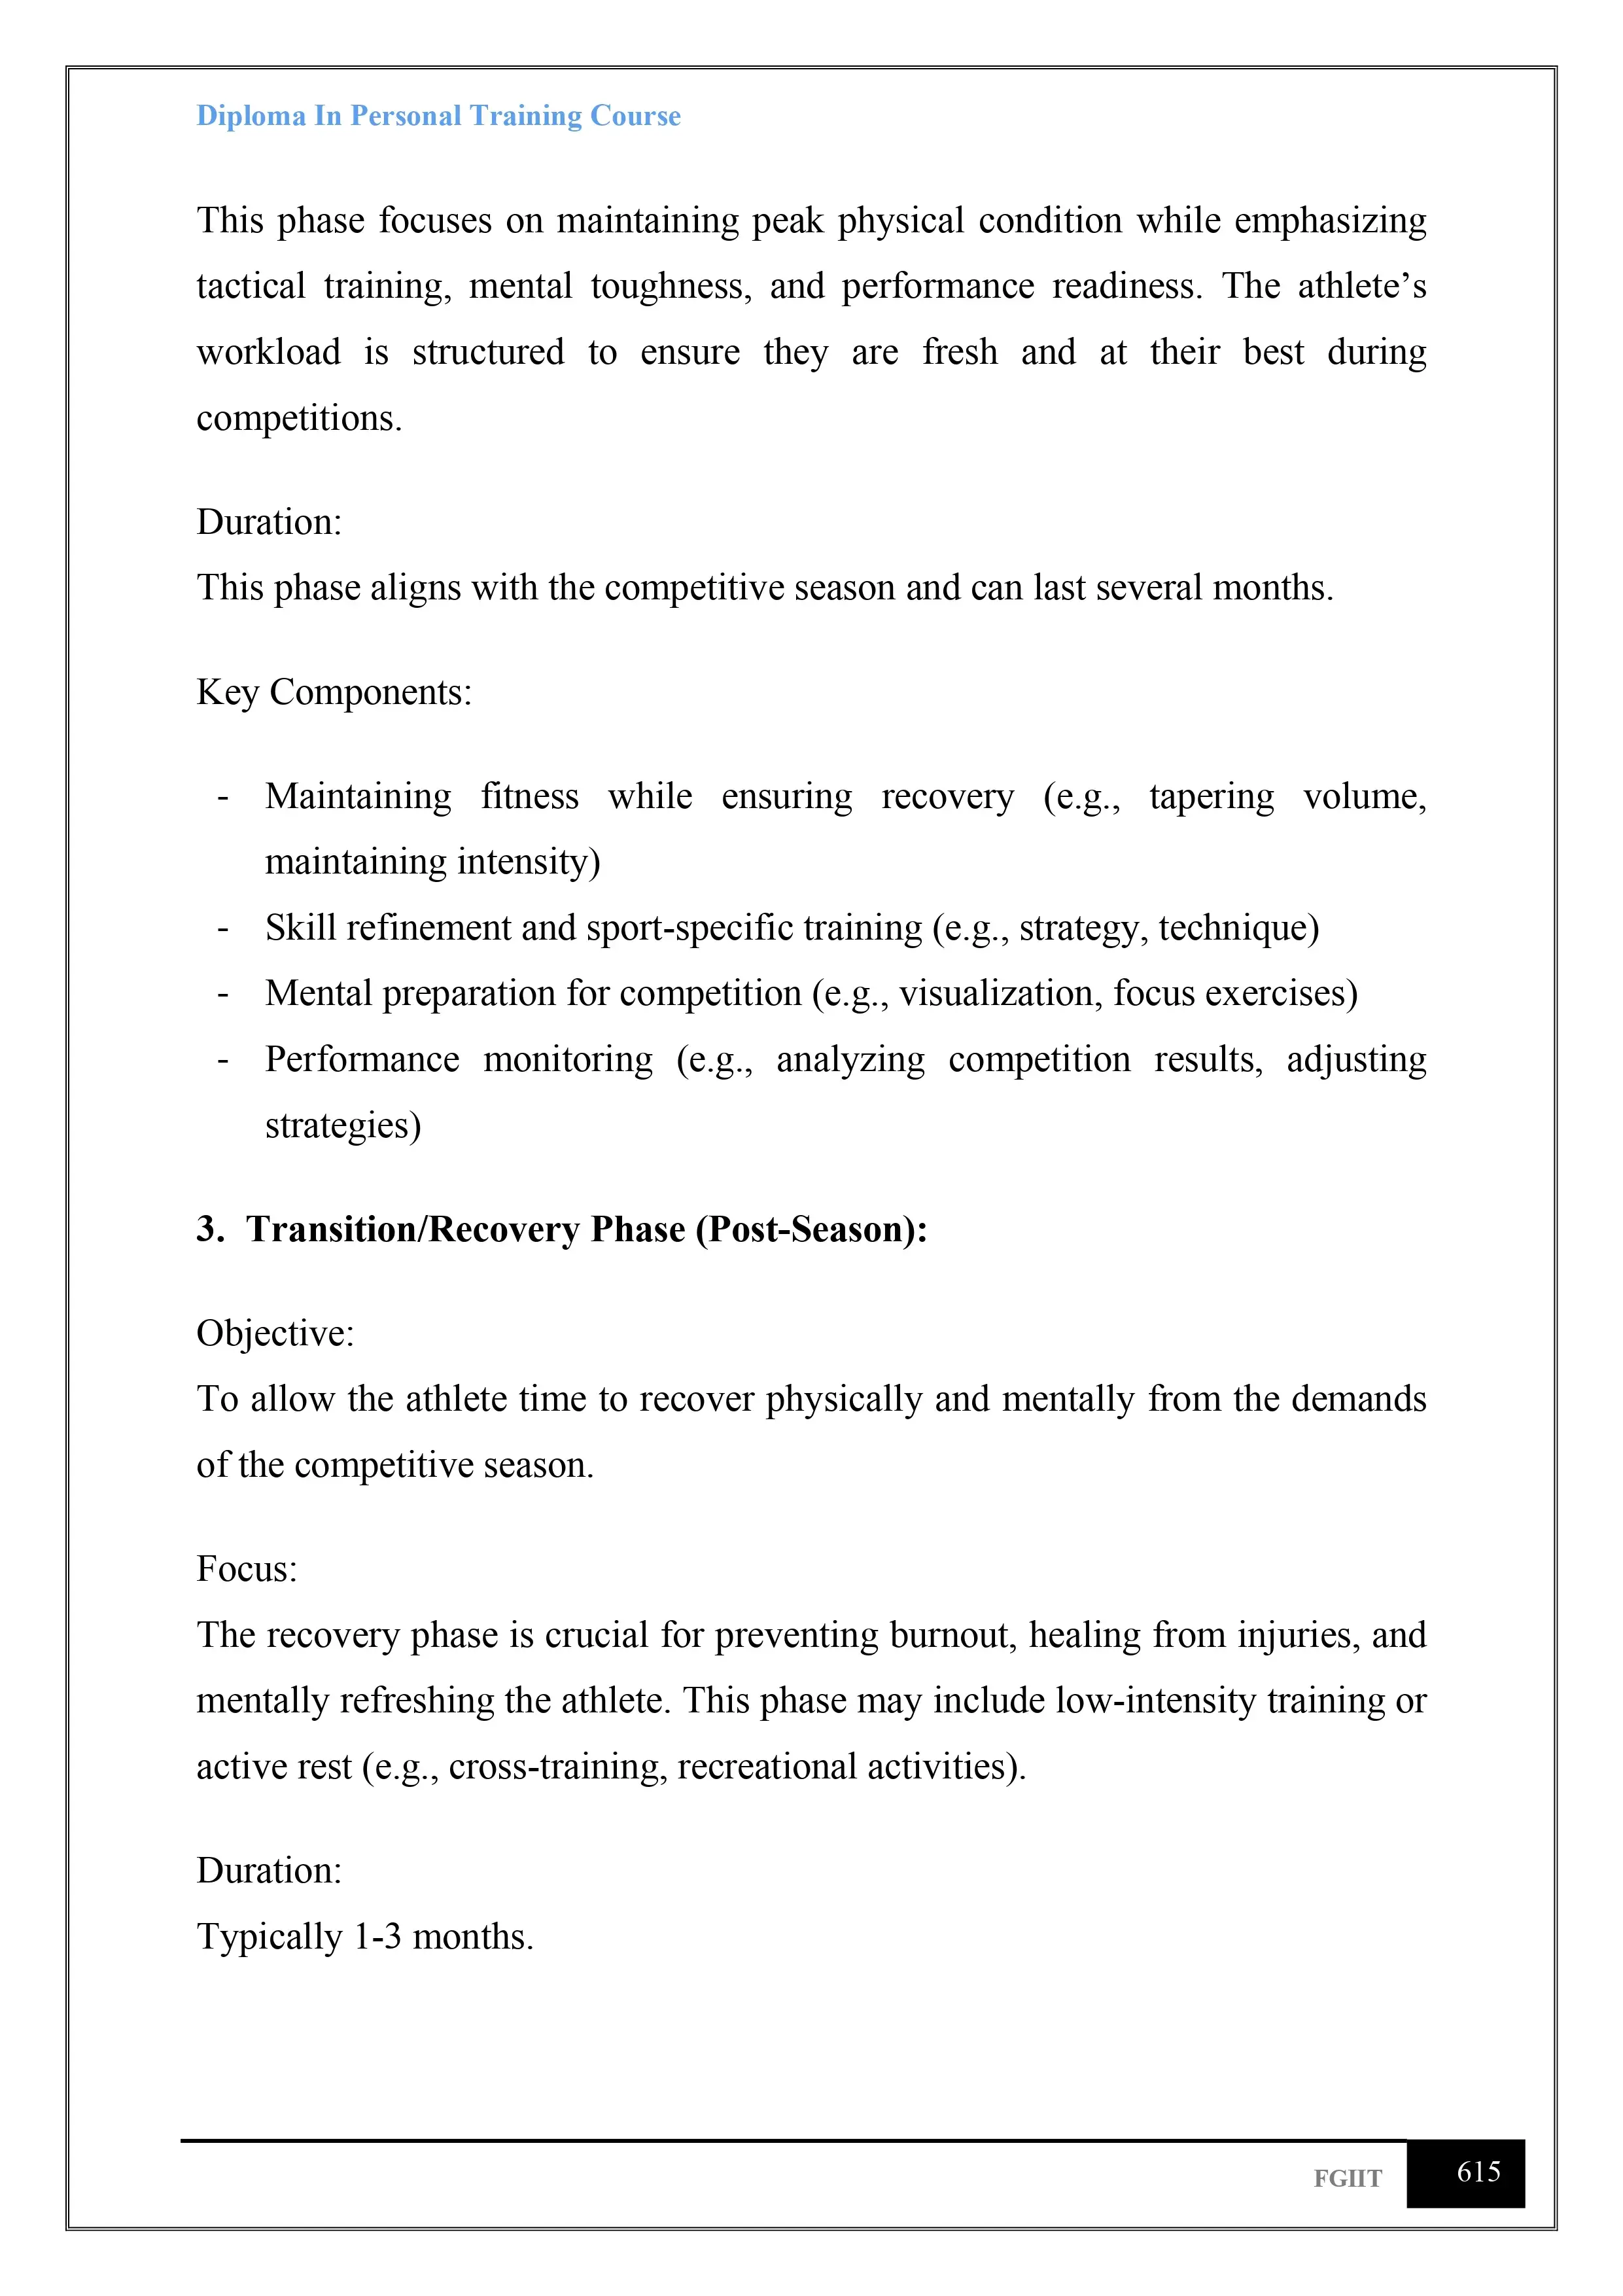 Diploma In Personal Training Course
This phase focuses on maintaining peak physical condition while emphasizing
tactical training, mental toughness, and performance readiness. The athlete’s
workload is structured to ensure they are fresh and at their best during
competitions.
Duration:
This phase aligns with the competitive season and can last several months.
Key Components:
- Maintaining fitness while ensuring recovery (e.g., tapering volume,
maintaining intensity)
- Skill refinement and sport-specific training (e.g., strategy, technique)
- Mental preparation for competition (e.g., visualization, focus exercises)
- Performance monitoring (e.g., analyzing competition results, adjusting
strategies)
3. Transition/Recovery Phase (Post-Season):
Objective:
To allow the athlete time to recover physically and mentally from the demands
of the competitive season.
Focus:
The recovery phase is crucial for preventing burnout, healing from injuries, and
mentally refreshing the athlete. This phase may include low-intensity training or
active rest (e.g., cross-training, recreational activities).
Duration:
Typically 1-3 months.
FGIIT 615